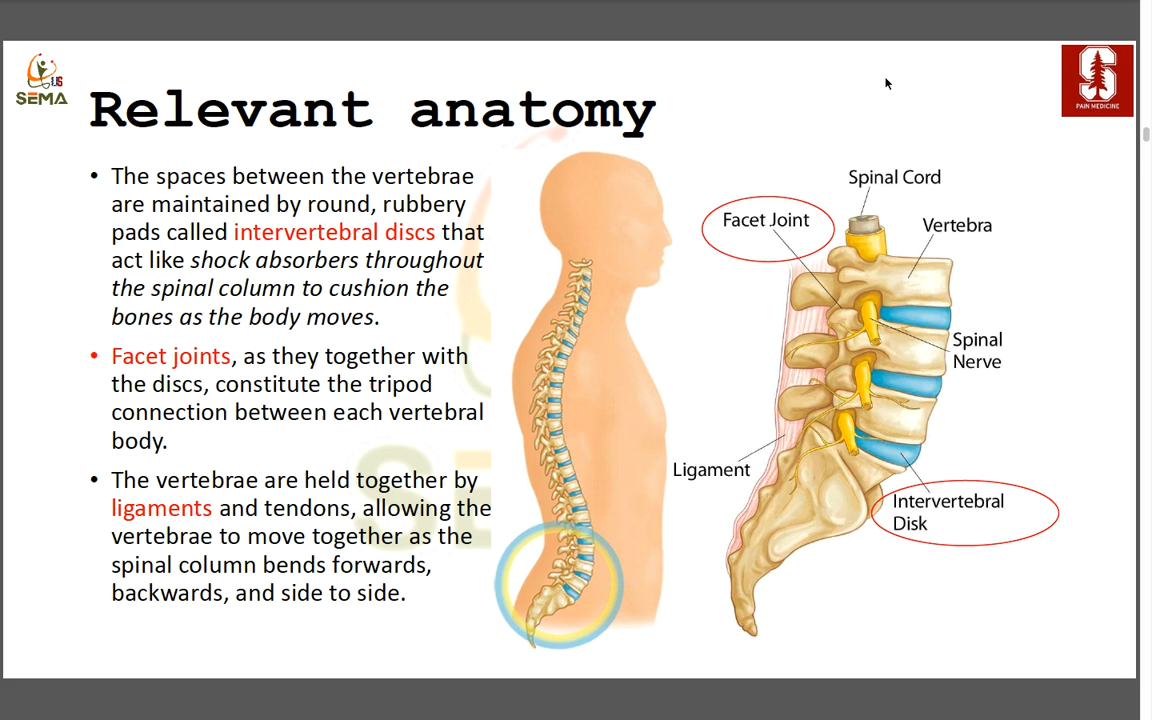 US
SEMA
Relevant anatomy
S
PAIN MEDICINE
• The spaces between the vertebrae
are maintained by round, rubbery
pads called intervertebral discs that
act like shock absorbers throughout
the spinal column to cushion the
bones as the body moves.
• Facet joints, as they together with
the discs, constitute the tripod
connection between each vertebral
body.
• The vertebrae are held together by
ligaments and tendons, allowing the
vertebrae to move together as the
spinal column bends forwards,
backwards, and side to side.
Spinal Cord
Facet Joint
Vertebra
Spinal
Nerve
Ligament
Intervertebral
Disk